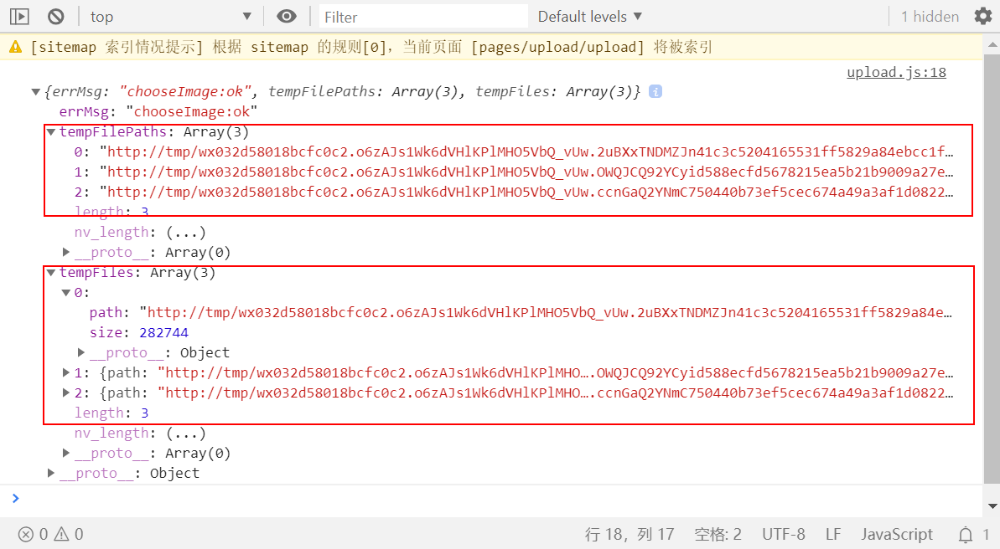 top Filter Default levels 1 hidden
[sitemap 索引情况提示] 根据 sitemap 的规则[0]，当前页面 [pages/upload/upload] 将被索引
upload.js:18
{errMsg: "chooseImage:ok", tempFilePaths: Array(3), tempFiles: Array(3)}
errMsg: "chooseImage:ok"
tempFilePaths: Array(3)
0: "http://tmp/wx032d58018bcfc0c2.o6zAJs1Wk6dVHlKPlMHO5VbQ_vUw.2uBXxTNDMZJn41c3c5204165531ff5829a84ebcc1f…
1: "http://tmp/wx032d58018bcfc0c2.o6zAJs1Wk6dVHlKPlMHO5VbQ_vUw.OWQJCQ92YCyid588ecfd5678215ea5b21b9009a27e…
2: "http://tmp/wx032d58018bcfc0c2.o6zAJs1Wk6dVHlKPlMHO5VbQ_vUw.ccnGaQ2YNmC750440b73ef5cec674a49a3af1d0822…
length: 3
nv_length: (...)
__proto__: Array(0)
tempFiles: Array(3)
0:
path: "http://tmp/wx032d58018bcfc0c2.o6zAJs1Wk6dVHlKPlMHO5VbQ_vUw.2uBXxTNDMZJn41c3c5204165531ff5829a84e…
size: 282744
__proto__: Object
1: {path: "http://tmp/wx032d58018bcfc0c2.o6zAJs1Wk6dVHlKPlMHO….OWQJCQ92YCyid588ecfd5678215ea5b21b9009a27e…
2: {path: "http://tmp/wx032d58018bcfc0c2.o6zAJs1Wk6dVHlKPlMHO….ccnGaQ2YNmC750440b73ef5cec674a49a3af1d0822…
length: 3
nv_length: (...)
__proto__: Array(0)
__proto__: Object
0 0 行 18，列 17 空格: 2 UTF-8 LF JavaScript 1